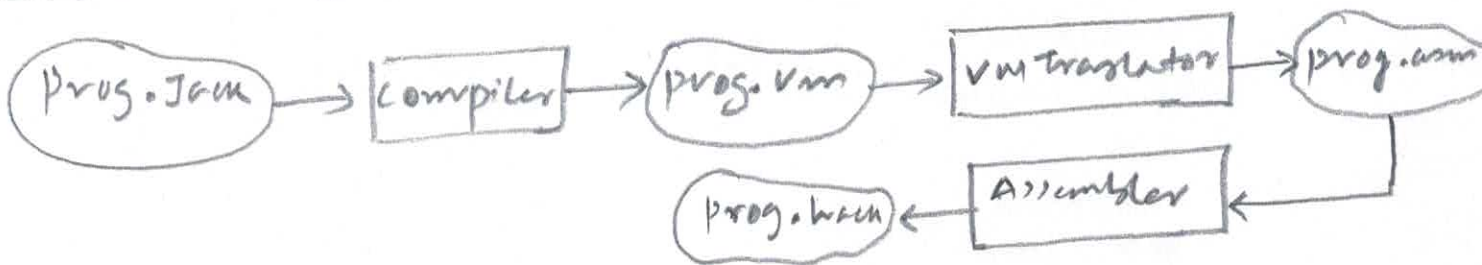 prog.Jack
compiler
prog.vm
vm traslator
prog.asm
Assembler
prog.hack